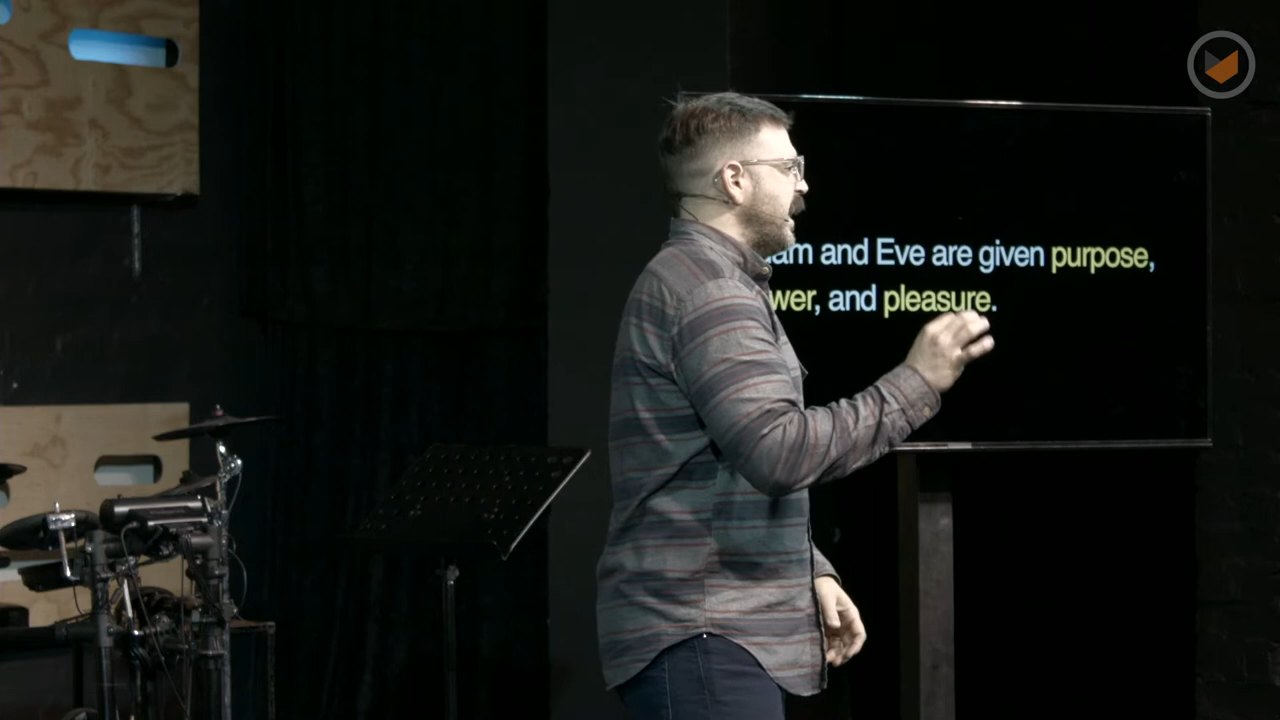 am and Eve are given purpose,
wer, and pleasure.